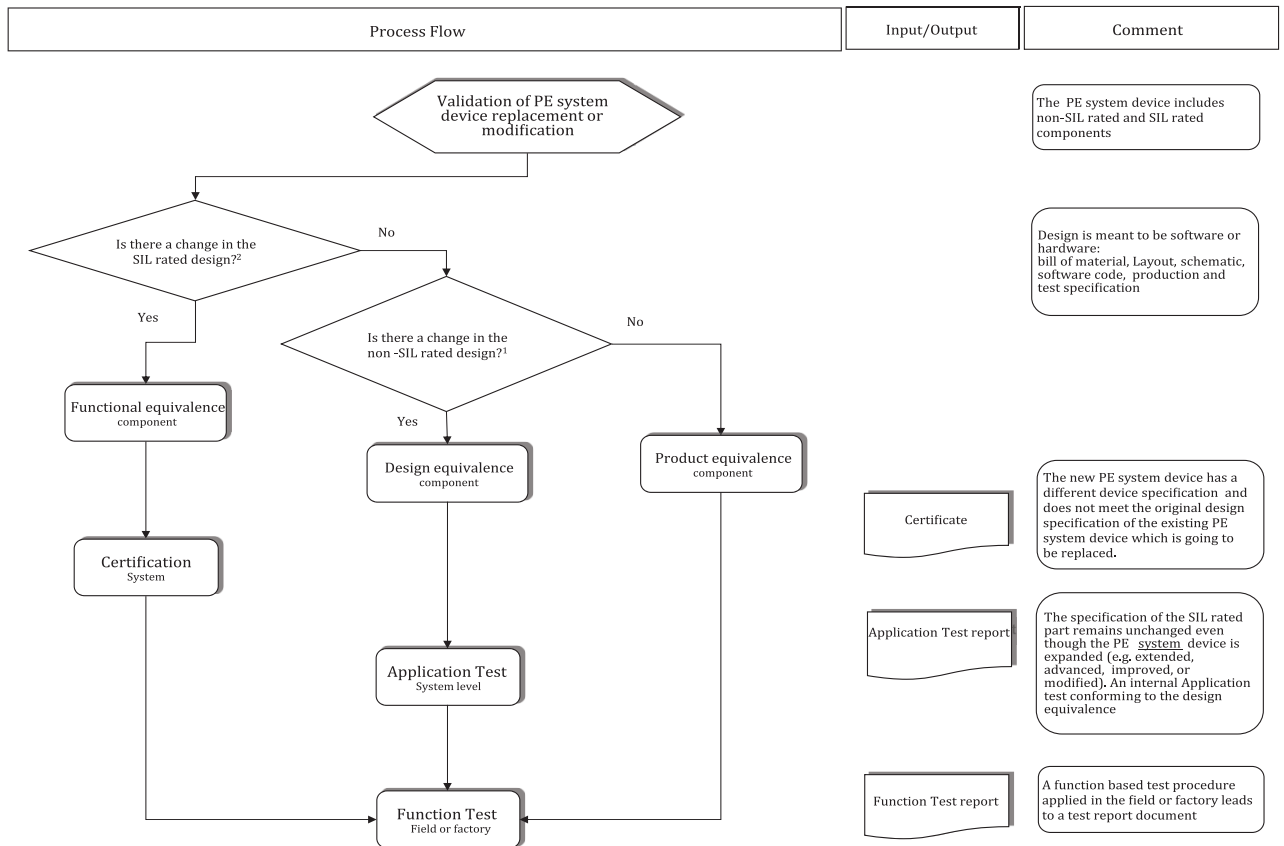 Process Flow
Input/Output
Comment
Validation of PE system
device replacement or
modification
The PE system device includes
non-SIL rated and SIL rated
components
Is there a change in the
SIL rated design?²
No
Yes
Design is meant to be software or
hardware:
bill of material, Layout, schematic,
software code, production and
test specification
Is there a change in the
non -SIL rated design?¹
No
Yes
Functional equivalence
component
Design equivalence
component
Product equivalence
component
Certificate
The new PE system device has a
different device specification and
does not meet the original design
specification of the existing PE
system device which is going to
be replaced.
Certification
System
Application Test
System level
Application Test report
The specification of the SIL rated
part remains unchanged even
though the PE system device is
expanded (e.g. extended,
advanced, improved, or
modified). An internal Application
test conforming to the design
equivalence
Function Test
Field or factory
Function Test report
A function based test procedure
applied in the field or factory leads
to a test report document